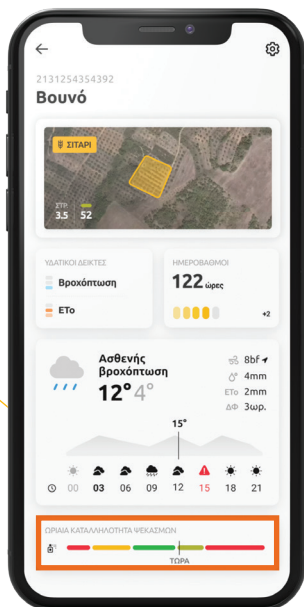 2131254354392
Βουνό
ΣΙΤΑΡΙ
ΣΤΡ.
3.5 52
ΥΔΑΤΙΚΟΙ ΔΕΙΚΤΕΣ
Βροχόπτωση
ETo
ΗΜΕΡΟΒΑΘΜΟΙ
122 ώρες
+2
Ασθενής
βροχόπτωση
12° 4°
8bf
4mm
ETo 2mm
ΔΦ 3ωρ.
15°
00 03 06 09 12 15 18 21
ΩΡΙΑΙΑ ΚΑΤΑΛΛΗΛΟΤΗΤΑ ΨΕΚΑΣΜΩΝ
ΤΩΡΑ